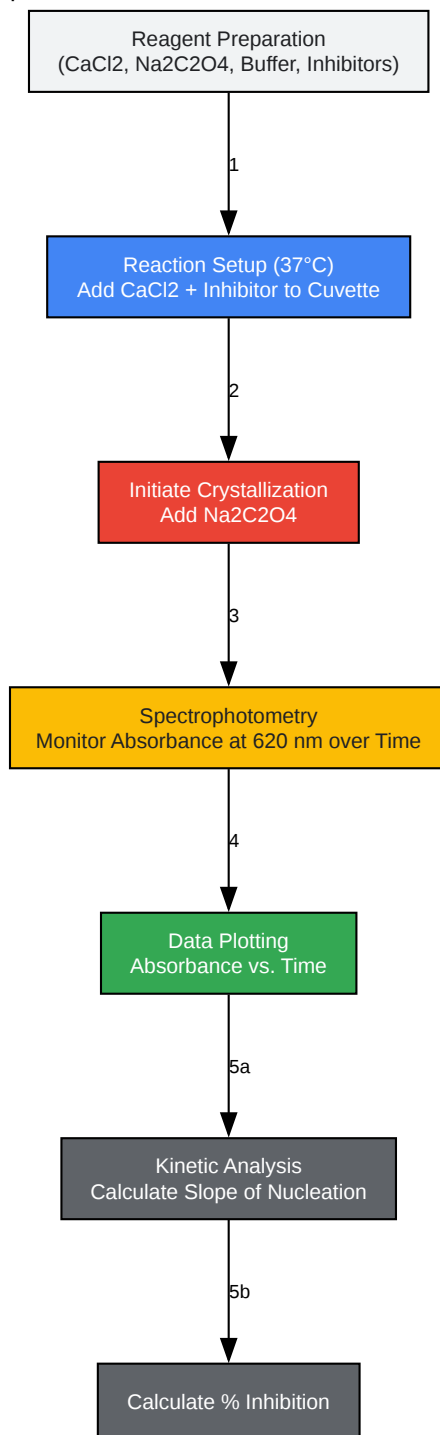 Reagent Preparation
(CaCl2, Na2C2O4, Buffer, Inhibitors)
1
Reaction Setup (37°C)
Add CaCl2 + Inhibitor to Cuvette
2
Initiate Crystallization
Add Na2C2O4
3
Spectrophotometry
Monitor Absorbance at 620 nm over Time
4
Data Plotting
Absorbance vs. Time
5a
Kinetic Analysis
Calculate Slope of Nucleation
5b
Calculate % Inhibition